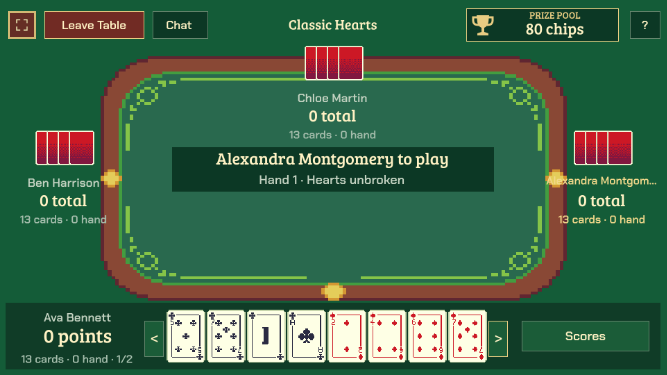 Leave Table
Chat
Classic Hearts
PRIZE POOL
80 chips
?
Chloe Martin
0 total
13 cards · 0 hand
Alexandra Montgomery to play
Hand 1 · Hearts unbroken
Ben Harrison
0 total
13 cards · 0 hand
Alexandra Montgom...
0 total
13 cards · 0 hand
Ava Bennett
0 points
13 cards · 0 hand · 1/2
<
>
Scores